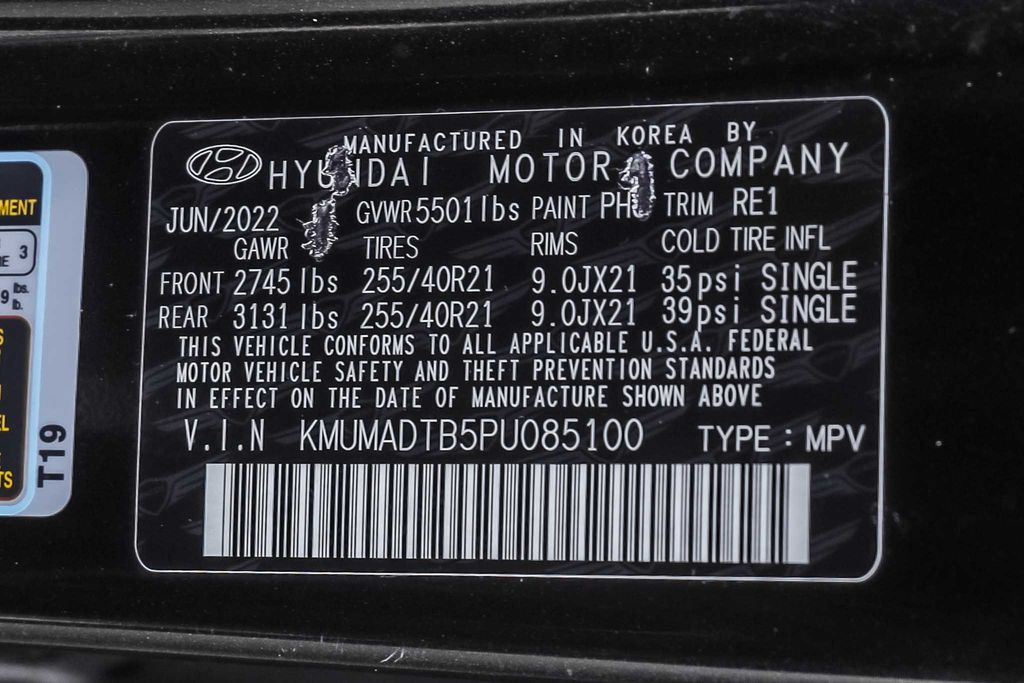 MANUFACTURED IN KOREA BY
MOTOR COMPANY
JUN/2022 GVWR 5501 lbs PAINT TRIM RE1
GAWR TIRES RIMS COLD TIRE INFL
FRONT 2745 lbs 255/40R21 9.0JX21 35psi SINGLE
REAR 3131 lbs 255/40R21 9.0JX21 39psi SINGLE
THIS VEHICLE CONFORMS TO ALL APPLICABLE U.S.A. FEDERAL
MOTOR VEHICLE SAFETY AND THEFT PREVENTION STANDARDS
IN EFFECT ON THE DATE OF MANUFACTURE SHOWN ABOVE
V.I.N KMUMADTB5PU085100 TYPE : MPV
3
T19